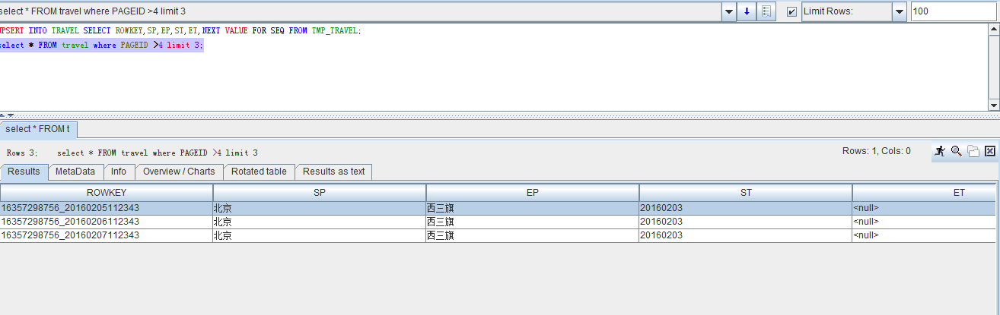 select * FROM travel where PAGEID >4 limit 3 Limit Rows: 100
UPSERT INTO TRAVEL SELECT ROWKEY,SP,EP,ST,ET,NEXT VALUE FOR SEQ FROM TMP_TRAVEL;
select * FROM travel where PAGEID >4 limit 3;
select * FROM t
Rows 3; select * FROM travel where PAGEID >4 limit 3 Rows: 1, Cols: 0
Results MetaData Info Overview / Charts Rotated table Results as text
ROWKEY SP EP ST ET
16357298756_20160205112343 北京 西三旗 20160203 <null>
16357298756_20160206112343 北京 西三旗 20160203 <null>
16357298756_20160207112343 北京 西三旗 20160203 <null>